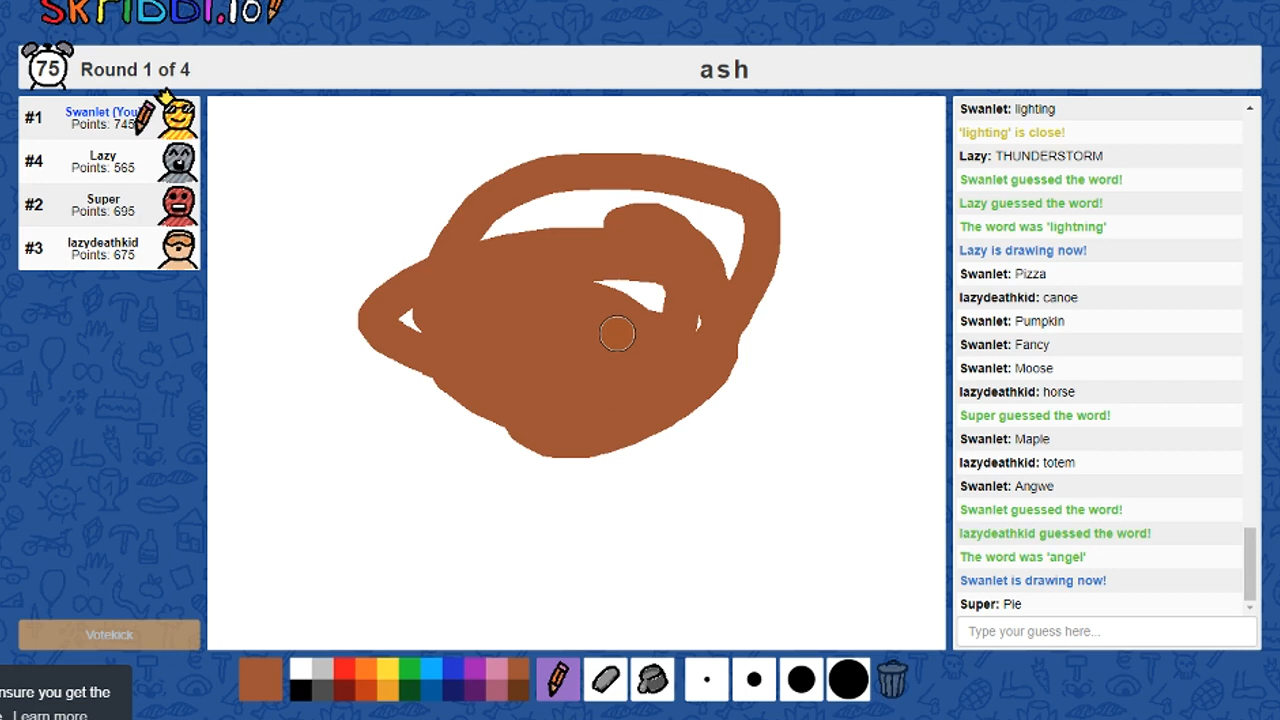 skribbl.io
75 Round 1 of 4 ash
#1 Swanlet (You
Points: 745
#4 Lazy
Points: 565
#2 Super
Points: 695
#3 lazydeathkid
Points: 675
Swanlet: lighting
'lighting' is close!
Lazy: THUNDERSTORM
Swanlet guessed the word!
Lazy guessed the word!
The word was 'lightning'
Lazy is drawing now!
Swanlet: Pizza
lazydeathkid: canoe
Swanlet: Pumpkin
Swanlet: Fancy
Swanlet: Moose
lazydeathkid: horse
Super guessed the word!
Swanlet: Maple
lazydeathkid: totem
Swanlet: Angwe
Swanlet guessed the word!
lazydeathkid guessed the word!
The word was 'angel'
Swanlet is drawing now!
Super: Pie
Type your guess here...
Votekick
nsure you get the
e. Learn more